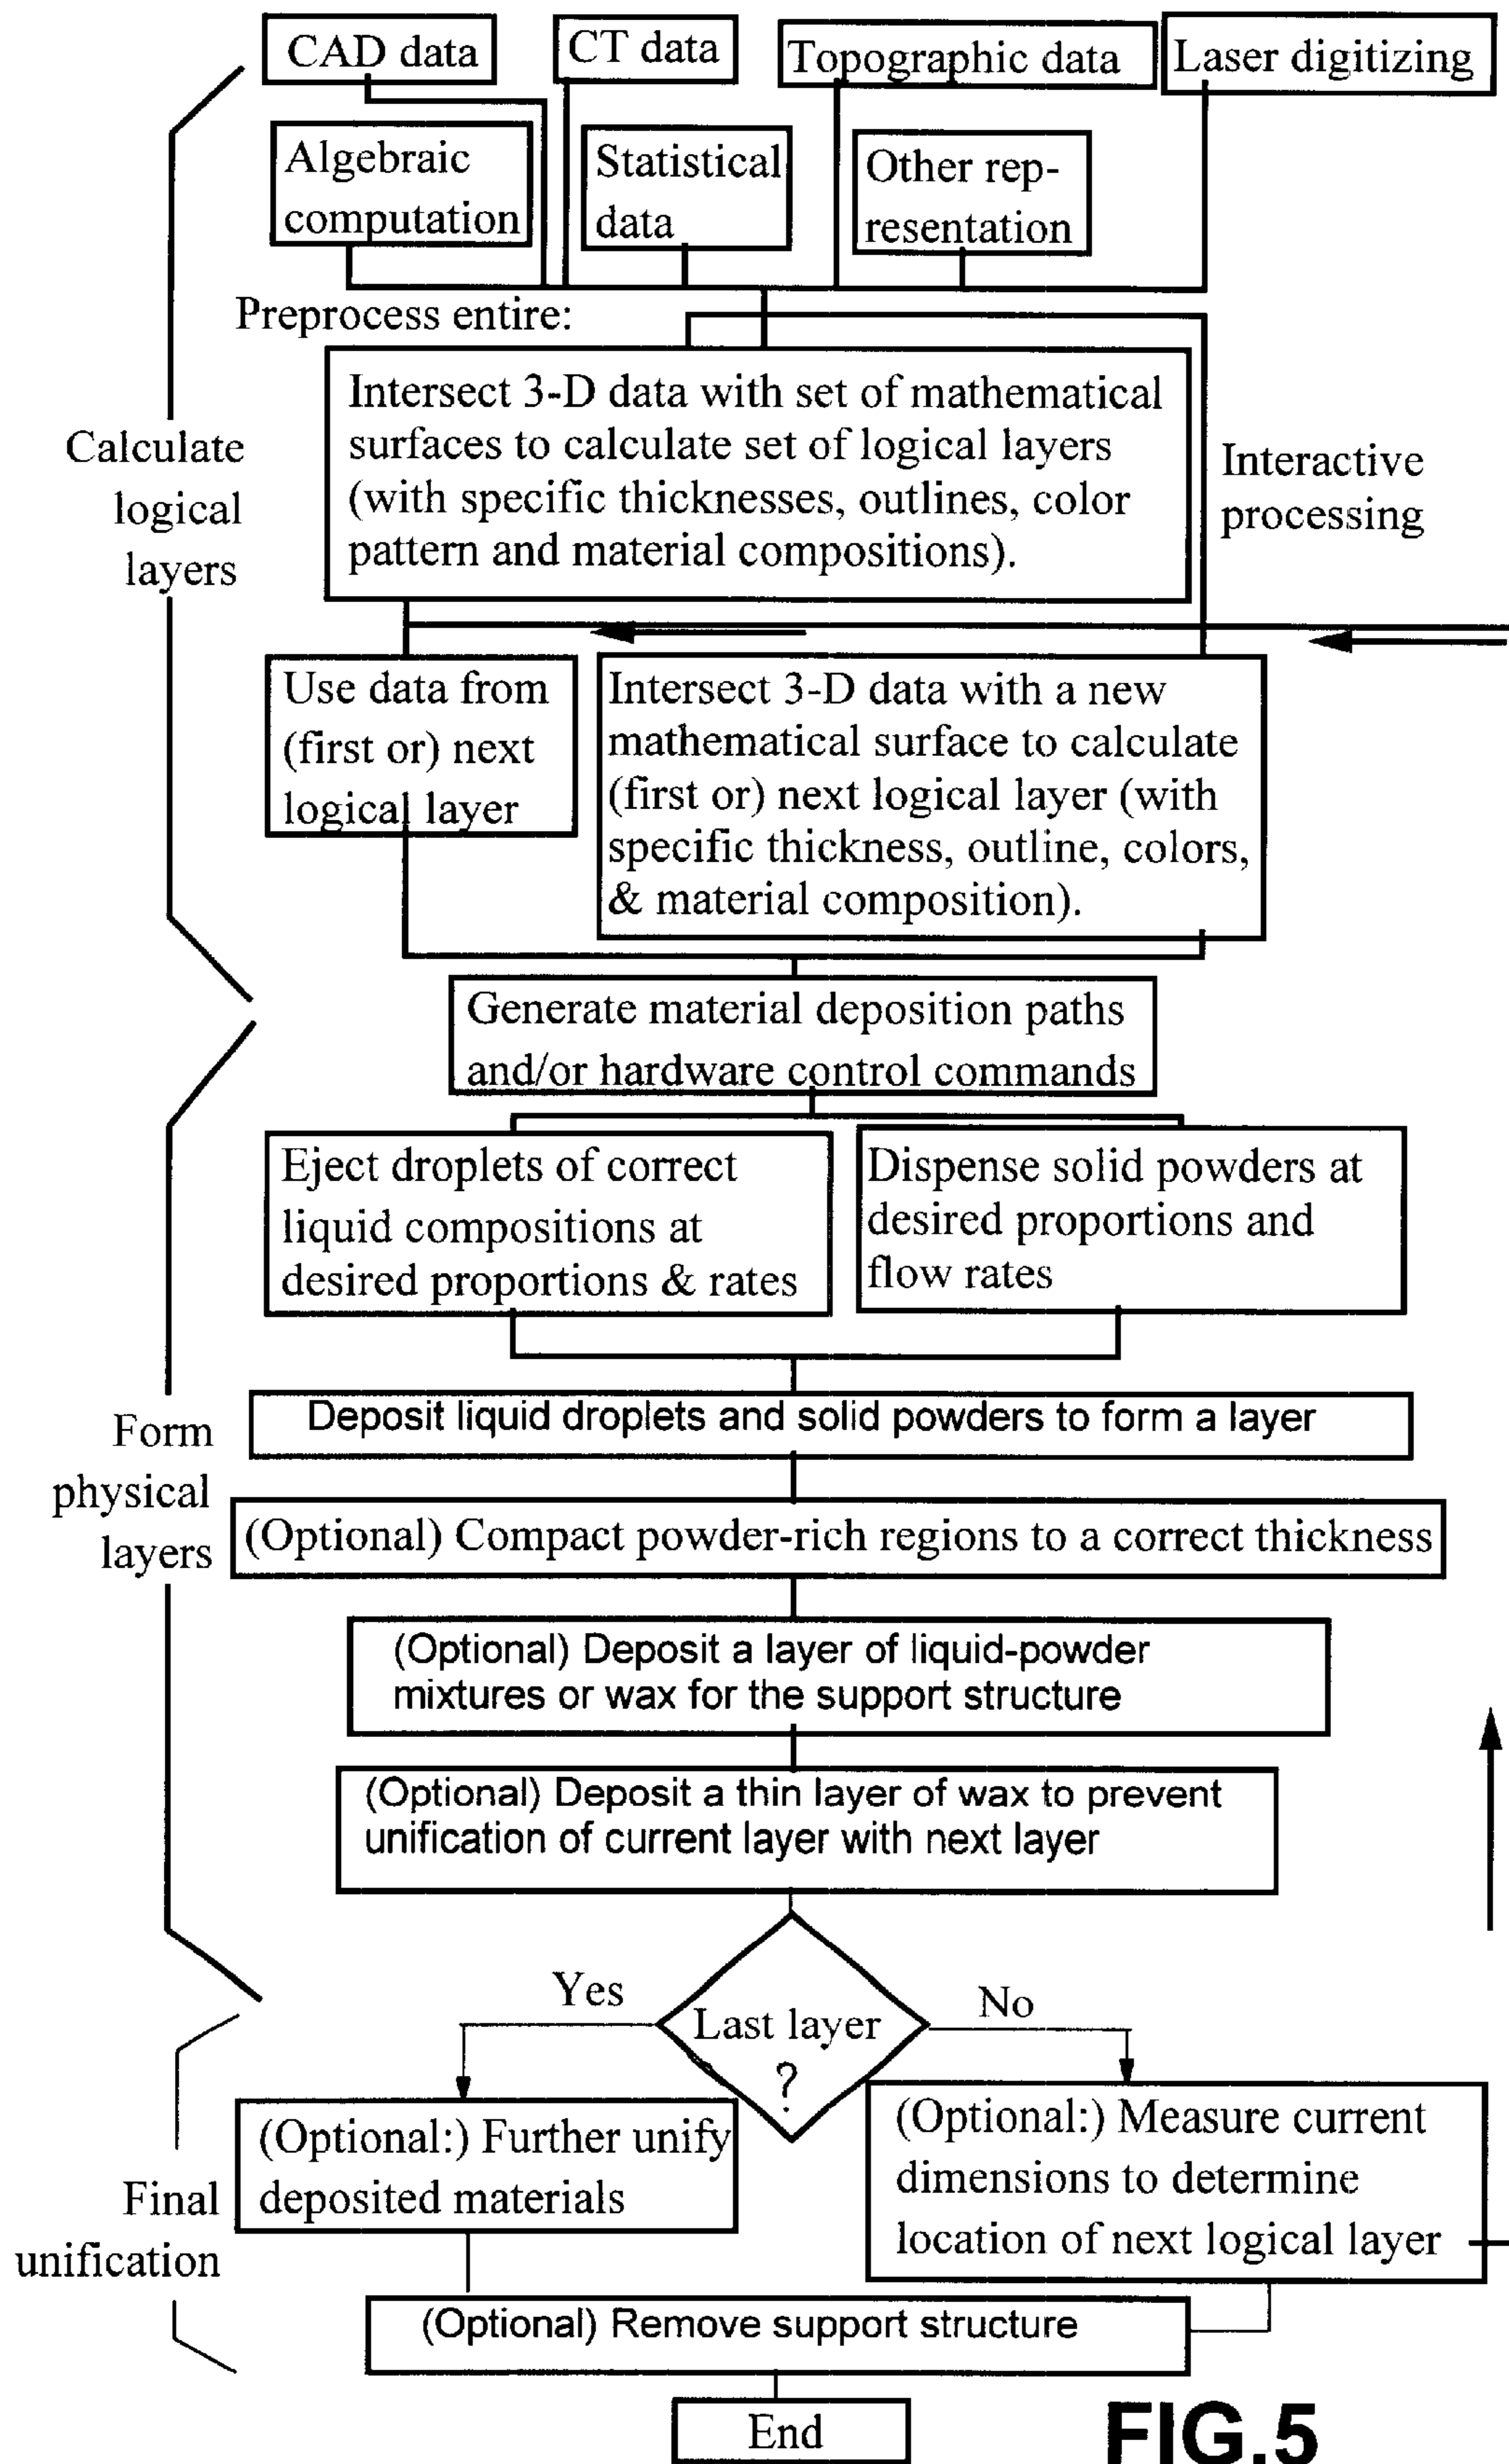 CAD data
CT data
Topographic data
Laser digitizing
Algebraic
computation
Statistical
data
Other rep-
resentation
Preprocess entire:
Intersect 3-D data with set of mathematical
surfaces to calculate set of logical layers
(with specific thicknesses, outlines, color
pattern and material compositions).
Calculate
logical
layers
Interactive
processing
Use data from
(first or) next
logical layer
Intersect 3-D data with a new
mathematical surface to calculate
(first or) next logical layer (with
specific thickness, outline, colors,
& material composition).
Generate material deposition paths
and/or hardware control commands
Eject droplets of correct
liquid compositions at
desired proportions & rates
Dispense solid powders at
desired proportions and
flow rates
Deposit liquid droplets and solid powders to form a layer
Form
physical
layers
(Optional) Compact powder-rich regions to a correct thickness
(Optional) Deposit a layer of liquid-powder
mixtures or wax for the support structure
(Optional) Deposit a thin layer of wax to prevent
unification of current layer with next layer
Yes
Last layer
?
No
(Optional:) Further unify
deposited materials
(Optional:) Measure current
dimensions to determine
location of next logical layer
Final
unification
(Optional) Remove support structure
End
FIG.5